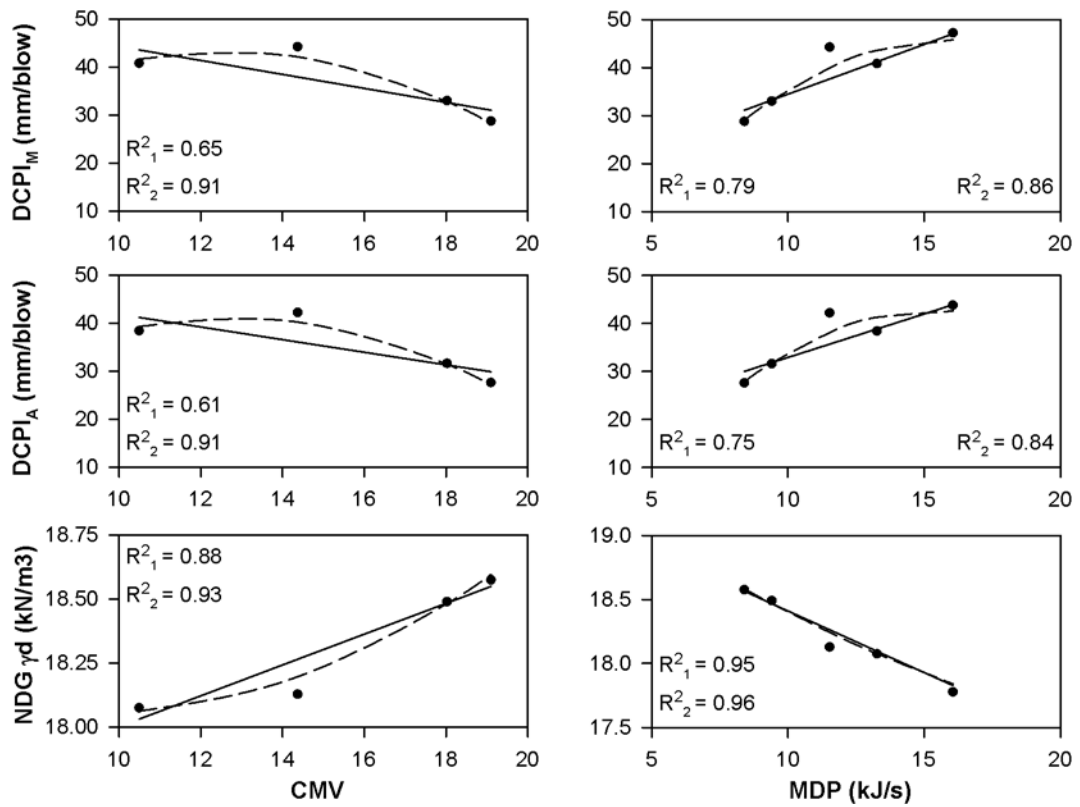 DCPI_M (mm/blow)
50
40
30
20
10
R²₁ = 0.65
R²₂ = 0.91
10 12 14 16 18 20
50
40
30
20
10
R²₁ = 0.79 R²₂ = 0.86
5 10 15 20
DCPI_A (mm/blow)
50
40
30
20
10
R²₁ = 0.61
R²₂ = 0.91
10 12 14 16 18 20
50
40
30
20
10
R²₁ = 0.75 R²₂ = 0.84
5 10 15 20
NDG γd (kN/m3)
18.75
18.50
18.25
18.00
R²₁ = 0.88
R²₂ = 0.93
10 12 14 16 18 20
CMV
19.0
18.5
18.0
17.5
R²₁ = 0.95
R²₂ = 0.96
5 10 15 20
MDP (kJ/s)